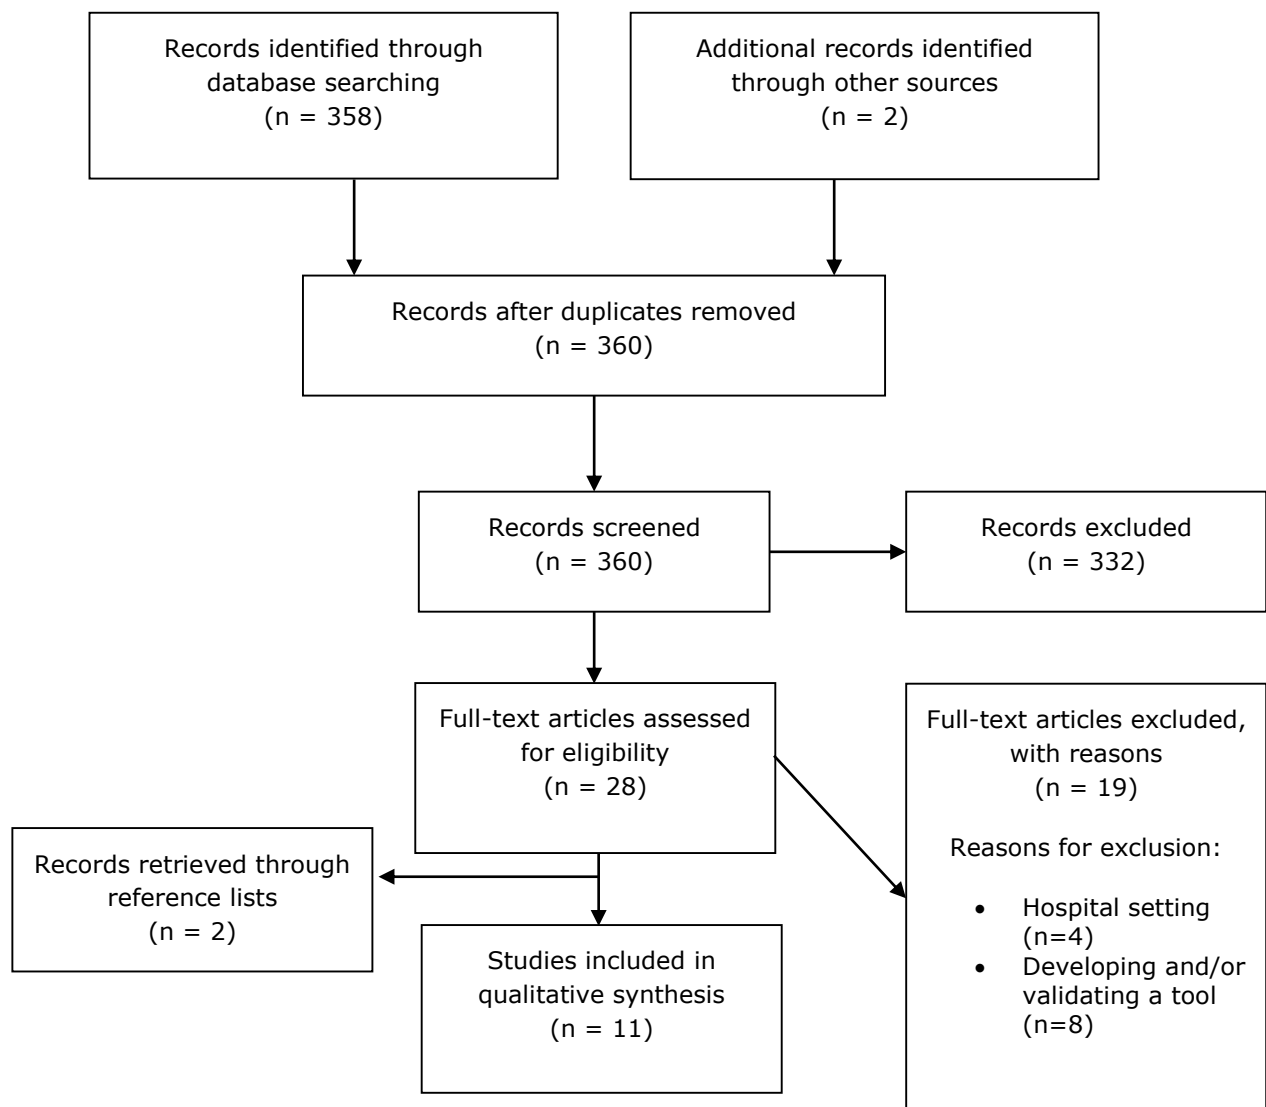 Records identified through
database searching
(n = 358)
Additional records identified
through other sources
(n = 2)
Records after duplicates removed
(n = 360)
Records screened
(n = 360)
Records excluded
(n = 332)
Full-text articles assessed
for eligibility
(n = 28)
Full-text articles excluded,
with reasons
(n = 19)
Reasons for exclusion:
• Hospital setting
(n=4)
• Developing and/or
validating a tool
(n=8)
Records retrieved through
reference lists
(n = 2)
Studies included in
qualitative synthesis
(n = 11)